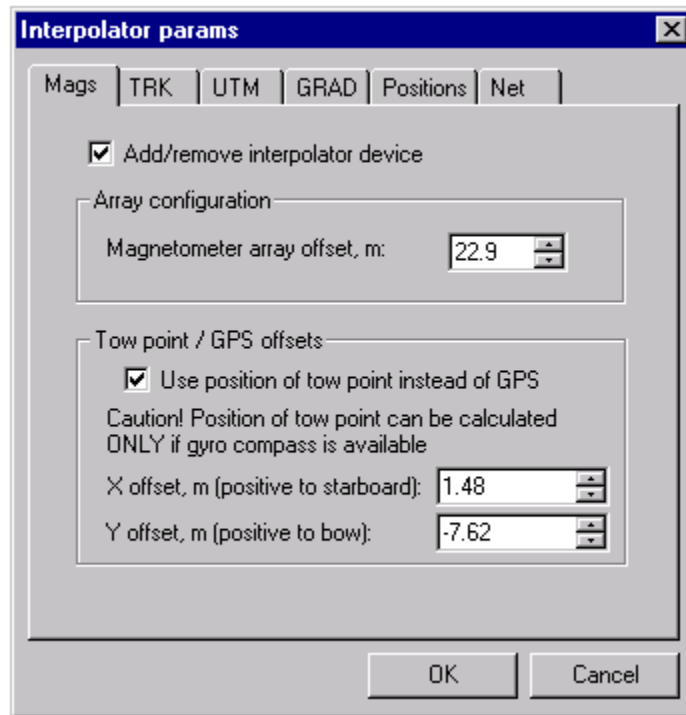 Interpolator params
Mags TRK UTM GRAD Positions Net
Add/remove interpolator device
Array configuration
Magnetometer array offset, m: 22.9
Tow point / GPS offsets
Use position of tow point instead of GPS
Caution! Position of tow point can be calculated
ONLY if gyro compass is available
X offset, m (positive to starboard): 1.48
Y offset, m (positive to bow): -7.62
OK Cancel